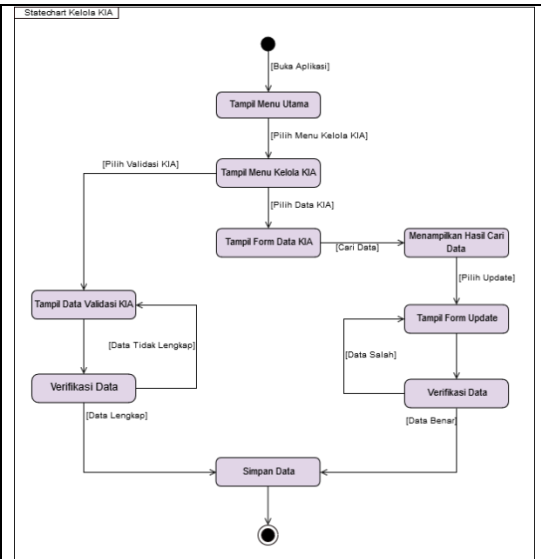 Statechart Kelola KIA
[Buka Aplikasi]
Tampil Menu Utama
[Pilih Menu Kelola KIA]
[Pilih Validasi KIA]
Tampil Menu Kelola KIA
[Pilih Data KIA]
Tampil Form Data KIA
[Cari Data]
Menampilkan Hasil Cari
Data
[Pilih Update]
Tampil Data Validasi KIA
Tampil Form Update
[Data Tidak Lengkap]
[Data Salah]
Verifikasi Data
Verifikasi Data
[Data Lengkap]
[Data Benar]
Simpan Data